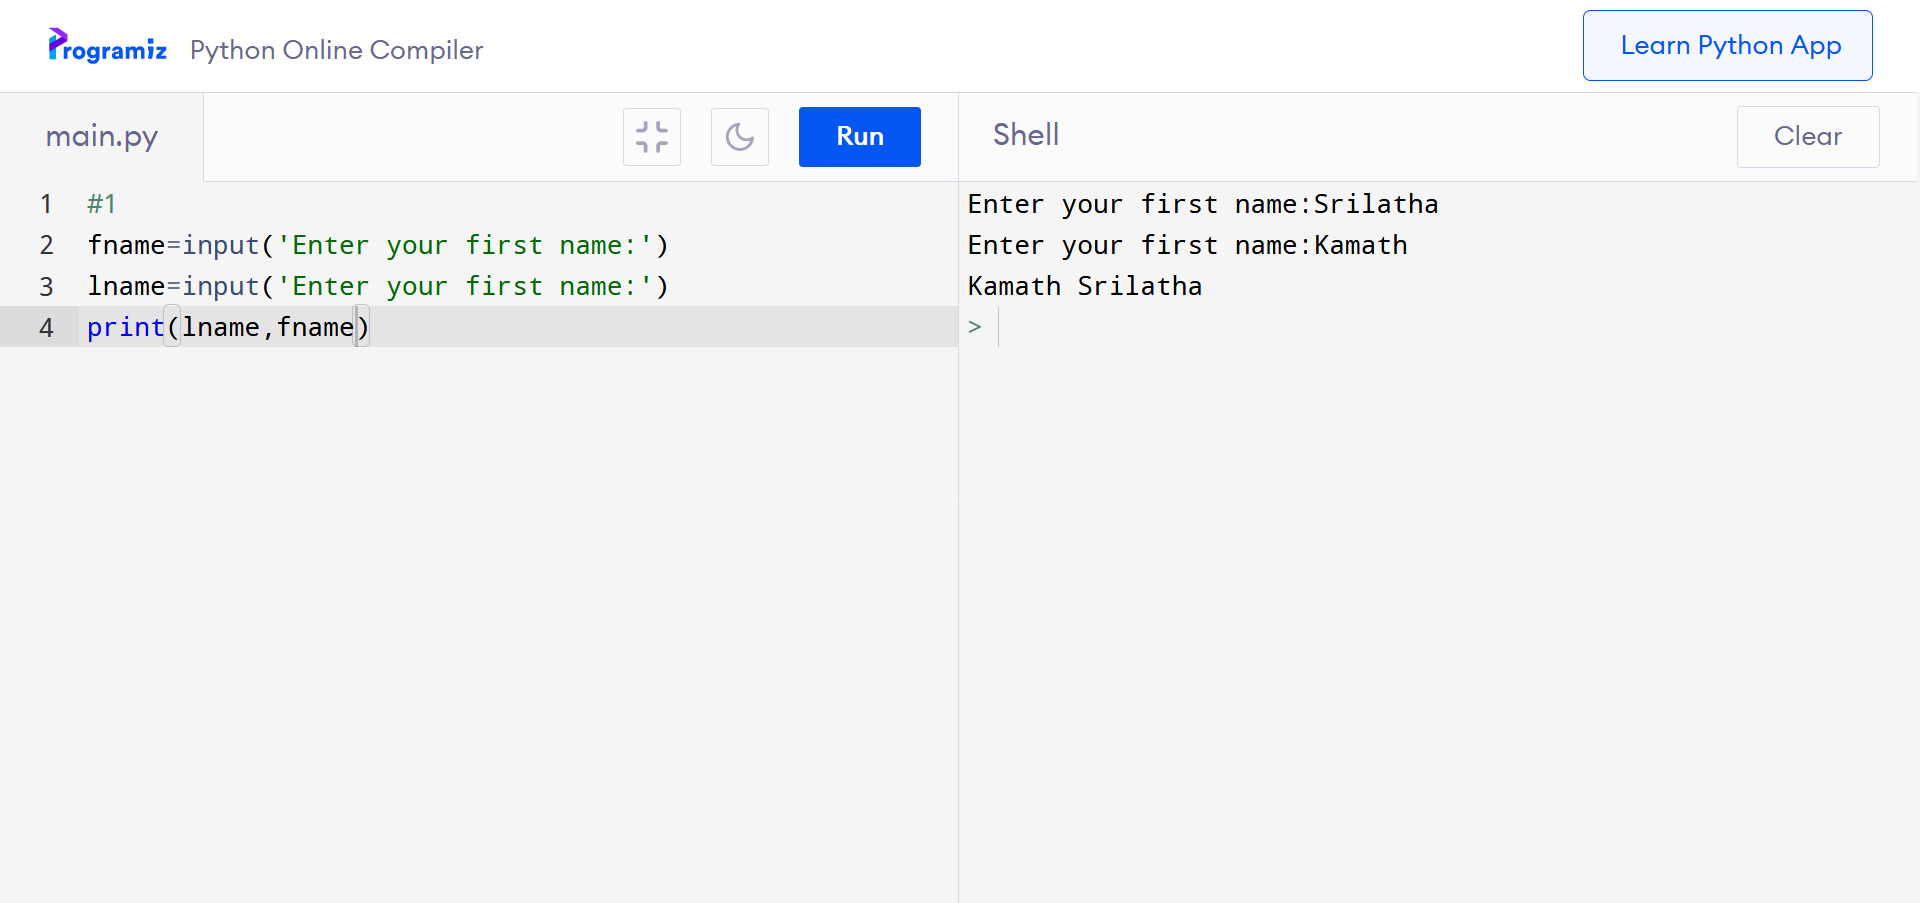 Programiz Python Online Compiler
Learn Python App
main.py
Run
Shell
Clear
1 #1
2 fname=input('Enter your first name:')
3 lname=input('Enter your first name:')
4 print(lname,fname)
Enter your first name:Srilatha
Enter your first name:Kamath
Kamath Srilatha
>